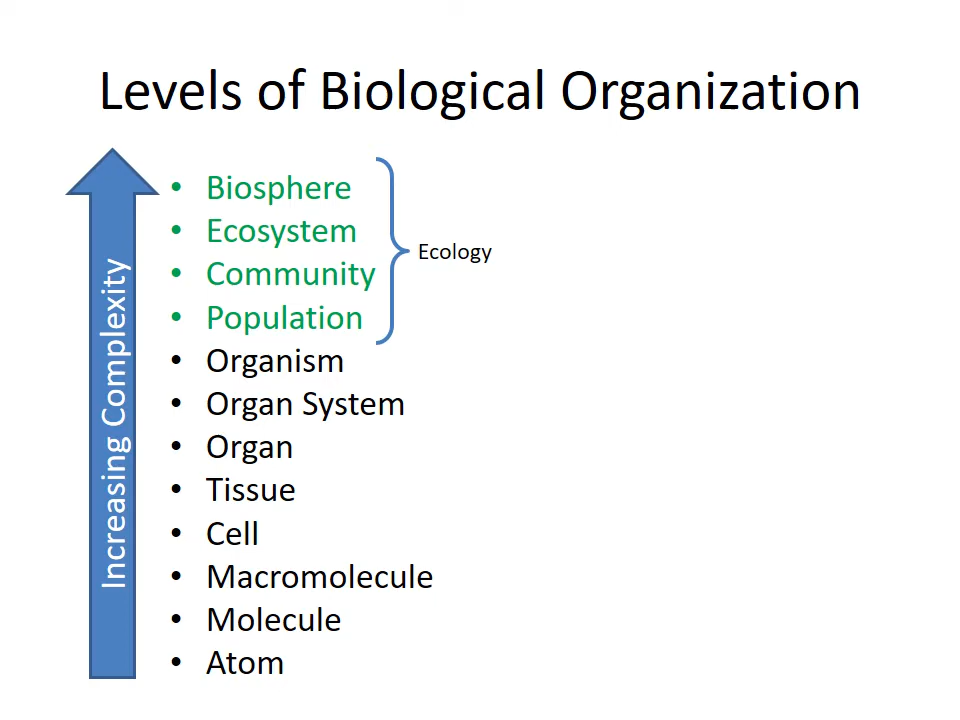 Levels of Biological Organization
Increasing Complexity
• Biosphere
• Ecosystem
• Community
• Population
Ecology
• Organism
• Organ System
• Organ
• Tissue
• Cell
• Macromolecule
• Molecule
• Atom